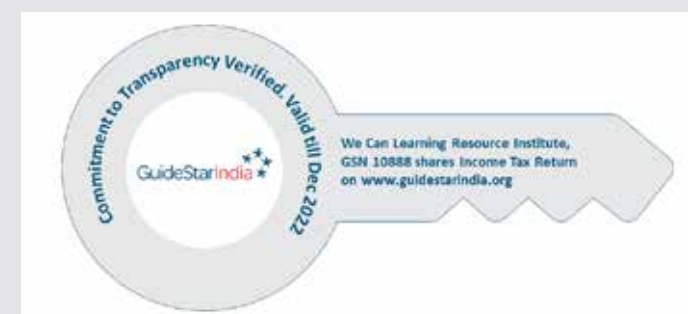 Commitment to Transparency Verified. Valid till Dec 2022
GuideStarIndia
We Can Learning Resource Institute,
GSN 10888 shares Income Tax Return
on www.guidestarindia.org